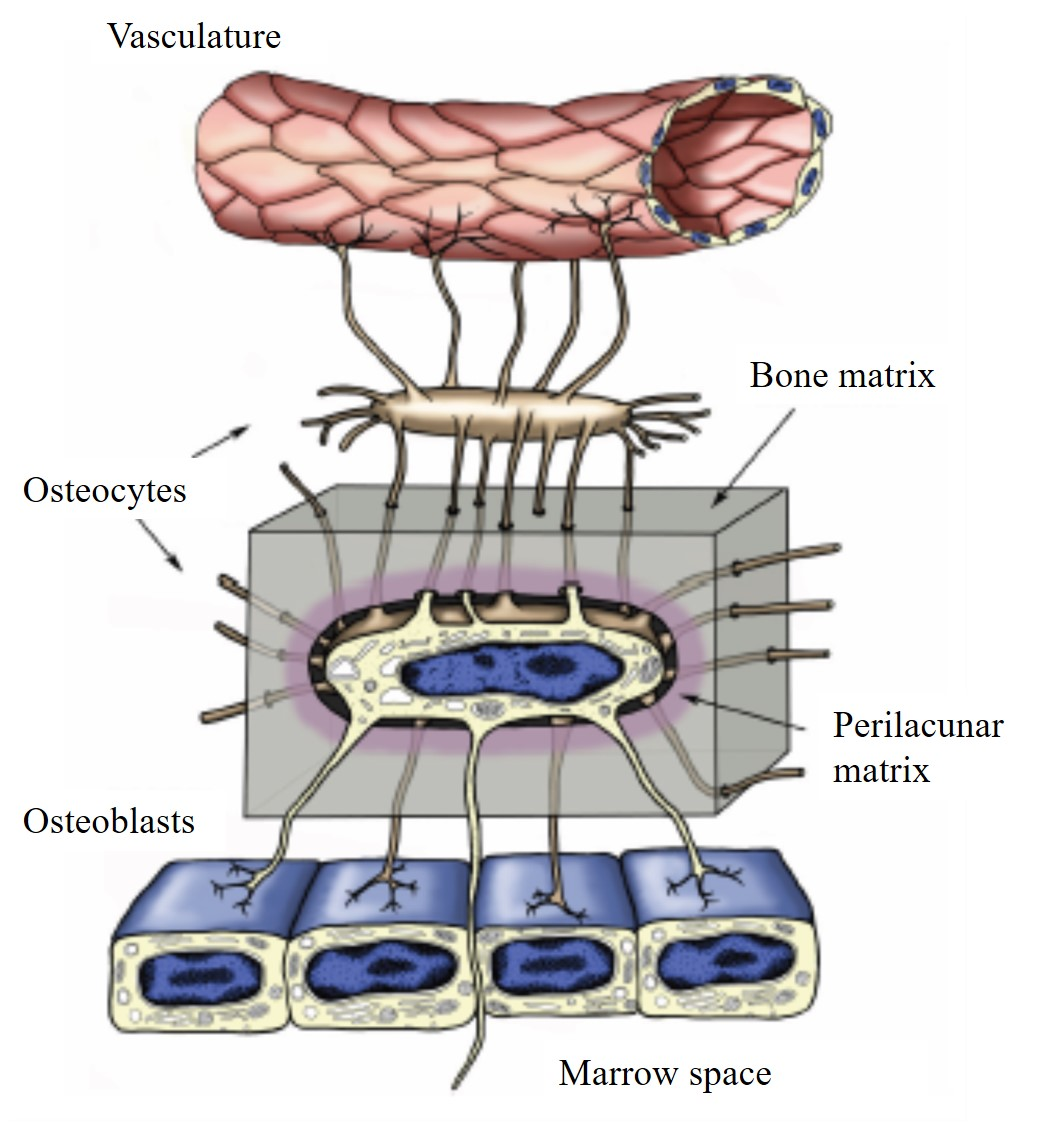 Vasculature
Bone matrix
Osteocytes
Perilacunar
matrix
Osteoblasts
Marrow space